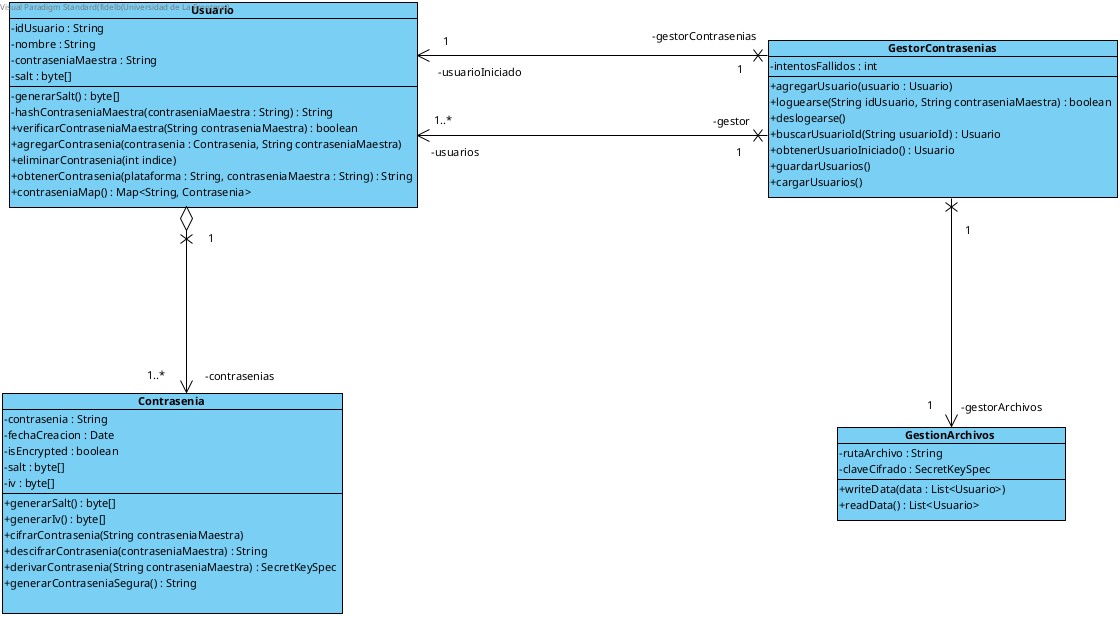 Visual Paradigm Standard(fidelb(Universidad de La
Usuario
-idUsuario : String
-nombre : String
-contraseniaMaestra : String
-salt : byte[]
-generarSalt() : byte[]
-hashContraseniaMaestra(contraseniaMaestra : String) : String
+verificarContraseniaMaestra(String contraseniaMaestra) : boolean
+agregarContrasenia(contrasenia : Contrasenia, String contraseniaMaestra)
+eliminarContrasenia(int indice)
+obtenerContrasenia(plataforma : String, contraseniaMaestra : String) : String
+contraseniaMap() : Map<String, Contrasenia>
1
-gestorContrasenias
-usuarioIniciado
1
1..*
-gestor
-usuarios
1
GestorContrasenias
-intentosFallidos : int
+agregarUsuario(usuario : Usuario)
+loguearse(String idUsuario, String contraseniaMaestra) : boolean
+deslogearse()
+buscarUsuarioId(String usuarioId) : Usuario
+obtenerUsuarioIniciado() : Usuario
+guardarUsuarios()
+cargarUsuarios()
1
1
1..*
-contrasenias
1
-gestorArchivos
Contrasenia
-contrasenia : String
-fechaCreacion : Date
-isEncrypted : boolean
-salt : byte[]
-iv : byte[]
+generarSalt() : byte[]
+generarIv() : byte[]
+cifrarContrasenia(String contraseniaMaestra)
+descifrarContrasenia(contraseniaMaestra) : String
+derivarContrasenia(String contraseniaMaestra) : SecretKeySpec
+generarContraseniaSegura() : String
GestionArchivos
-rutaArchivo : String
-claveCifrado : SecretKeySpec
+writeData(data : List<Usuario>)
+readData() : List<Usuario>